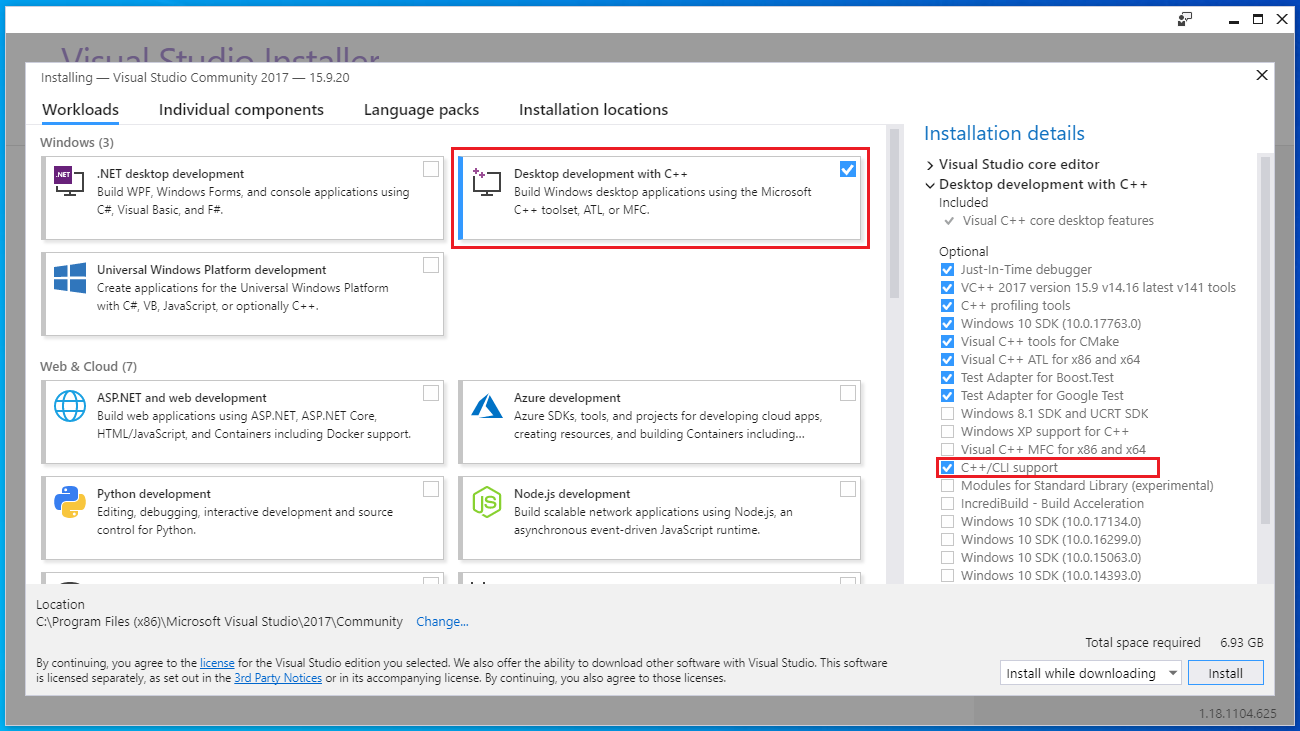 Visual Studio Installer
Installing — Visual Studio Community 2017 — 15.9.20
Workloads
Individual components
Language packs
Installation locations
Windows (3)
.NET
.NET desktop development
Build WPF, Windows Forms, and console applications using
C#, Visual Basic, and F#.
Desktop development with C++
Build Windows desktop applications using the Microsoft
C++ toolset, ATL, or MFC.
Universal Windows Platform development
Create applications for the Universal Windows Platform
with C#, VB, JavaScript, or optionally C++.
Web & Cloud (7)
ASP.NET and web development
Build web applications using ASP.NET, ASP.NET Core,
HTML/JavaScript, and Containers including Docker support.
Azure development
Azure SDKs, tools, and projects for developing cloud apps,
creating resources, and building Containers including...
Python development
Editing, debugging, interactive development and source
control for Python.
JS
Node.js development
Build scalable network applications using Node.js, an
asynchronous event-driven JavaScript runtime.
Installation details
Visual Studio core editor
Desktop development with C++
Included
Visual C++ core desktop features
Optional
Just-In-Time debugger
VC++ 2017 version 15.9 v14.16 latest v141 tools
C++ profiling tools
Windows 10 SDK (10.0.17763.0)
Visual C++ tools for CMake
Visual C++ ATL for x86 and x64
Test Adapter for Boost.Test
Test Adapter for Google Test
Windows 8.1 SDK and UCRT SDK
Windows XP support for C++
Visual C++ MFC for x86 and x64
C++/CLI support
Modules for Standard Library (experimental)
IncrediBuild - Build Acceleration
Windows 10 SDK (10.0.17134.0)
Windows 10 SDK (10.0.16299.0)
Windows 10 SDK (10.0.15063.0)
Windows 10 SDK (10.0.14393.0)
Location
C:\Program Files (x86)\Microsoft Visual Studio\2017\Community
Change...
Total space required 6.93 GB
By continuing, you agree to the license for the Visual Studio edition you selected. We also offer the ability to download other software with Visual Studio. This software
is licensed separately, as set out in the 3rd Party Notices or in its accompanying license. By continuing, you also agree to those licenses.
Install while downloading
Install
1.18.1104.625